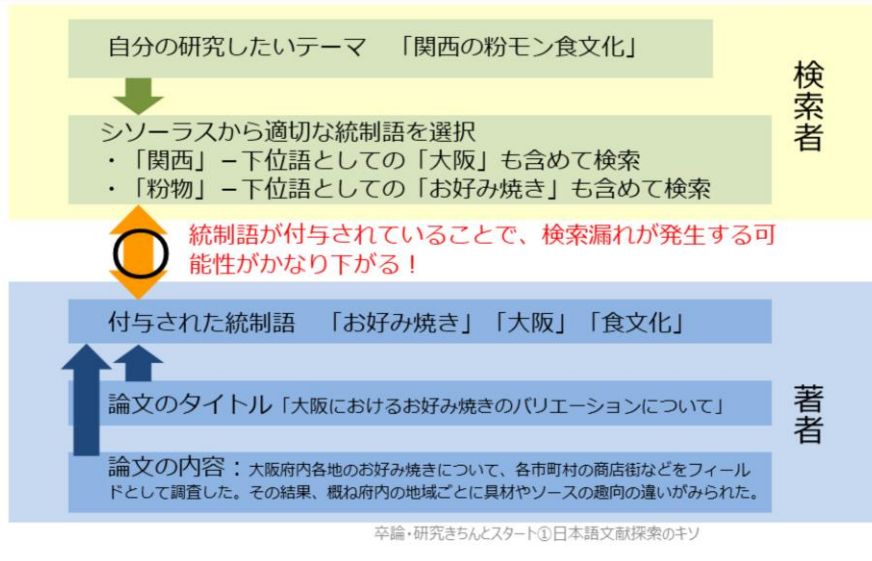 自分の研究したいテーマ 「関西の粉モン食文化」
検索者
シソーラスから適切な統制語を選択
・「関西」－下位語としての「大阪」も含めて検索
・「粉物」－下位語としての「お好み焼き」も含めて検索
統制語が付与されていることで、検索漏れが発生する可
能性がかなり下がる！
付与された統制語 「お好み焼き」「大阪」「食文化」
論文のタイトル「大阪におけるお好み焼きのバリエーションについて」
著者
論文の内容：大阪府内各地のお好み焼きについて、各市町村の商店街などをフィール
ドとして調査した。その結果、概ね府内の地域ごとに具材やソースの趣向の違いがみられた。
卒論・研究きちんとスタート①日本語文献探索のキソ